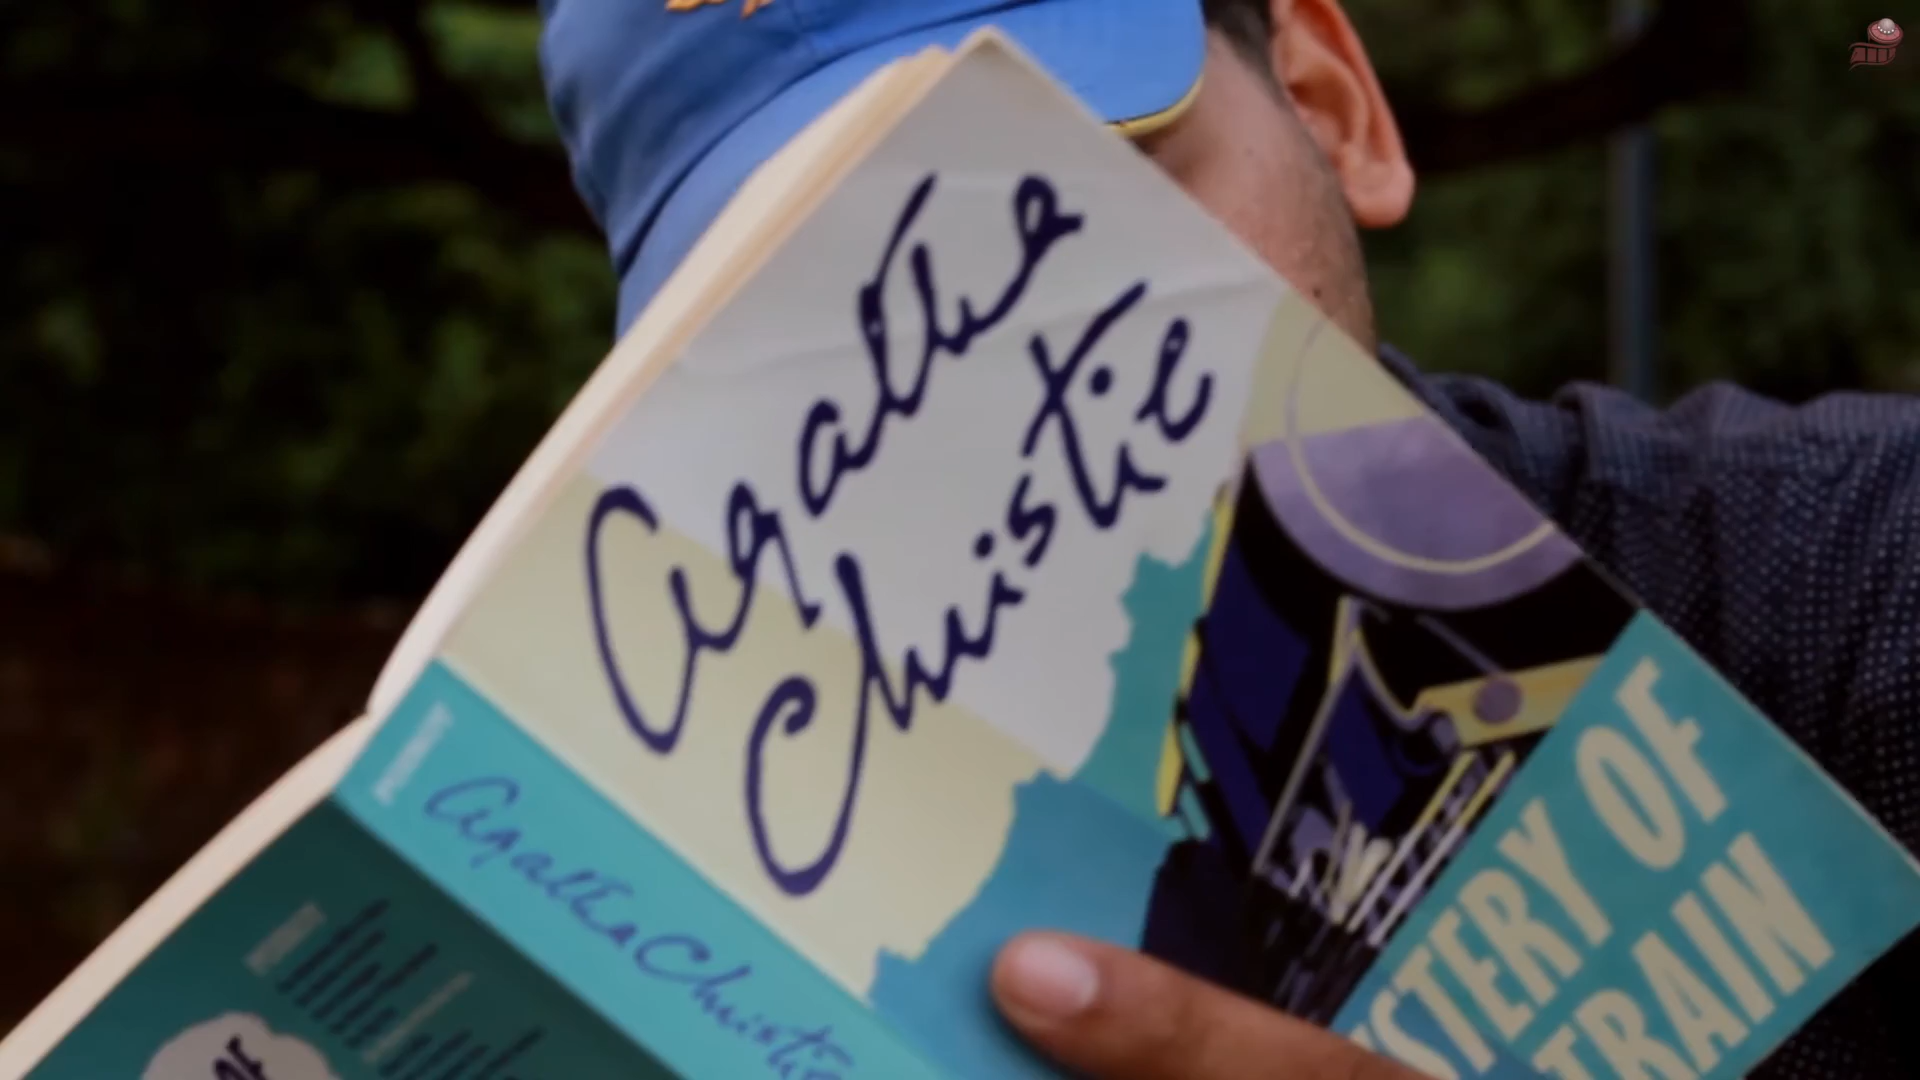 Agatha
Christie
STERY OF
TRAIN
Agatha Christie